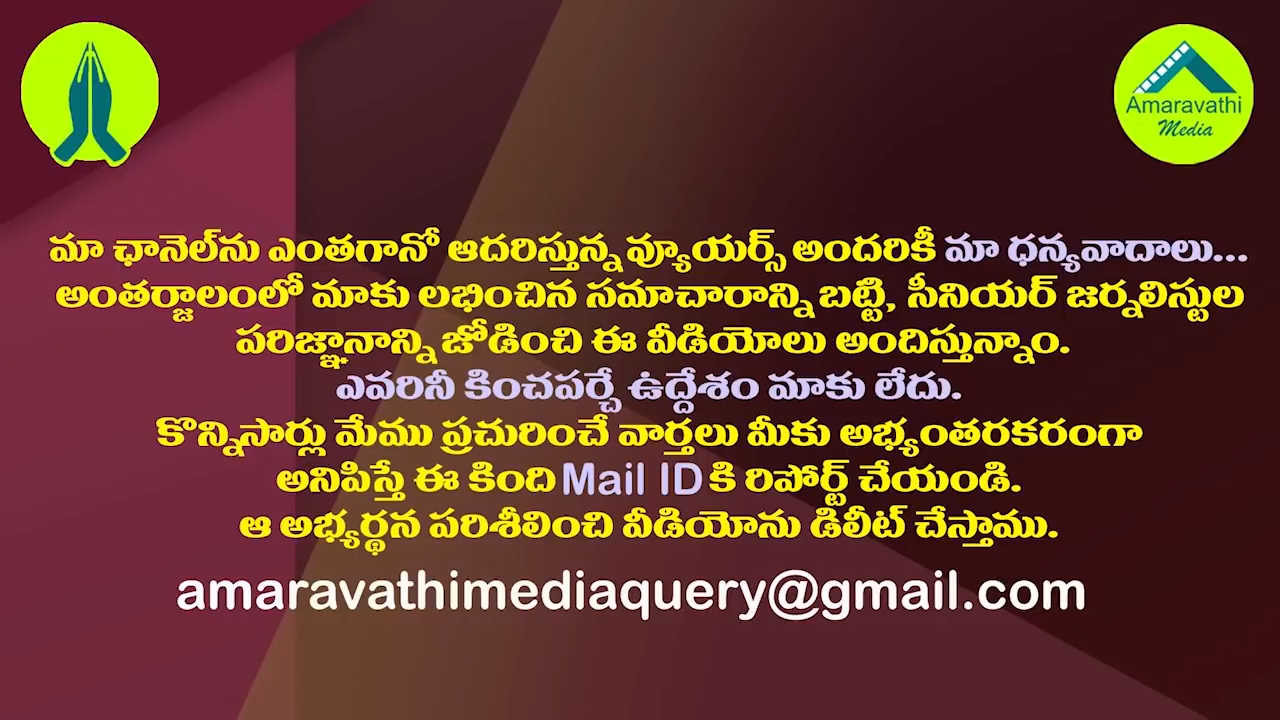 Amaravathi
Media
మా ఛానెల్‌ను ఎంతగానో ఆదరిస్తున్న వ్యూయర్స్ అందరికీ మా ధన్యవాదాలు...
అంతర్జాలంలో మాకు లభించిన సమాచారాన్ని బట్టి, సీనియర్ జర్నలిస్టుల
పరిజ్ఞానాన్ని జోడించి ఈ వీడియోలు అందిస్తున్నాం.
ఎవరినీ కించపర్చే ఉద్దేశం మాకు లేదు.
కొన్నిసార్లు మేము ప్రచురించే వార్తలు మీకు అభ్యంతరకరంగా
అనిపిస్తే ఈ కింది Mail ID కి రిపోర్ట్ చేయండి.
ఆ అభ్యర్థన పరిశీలించి వీడియోను డిలీట్ చేస్తాము.
amaravathimediaquery@gmail.com